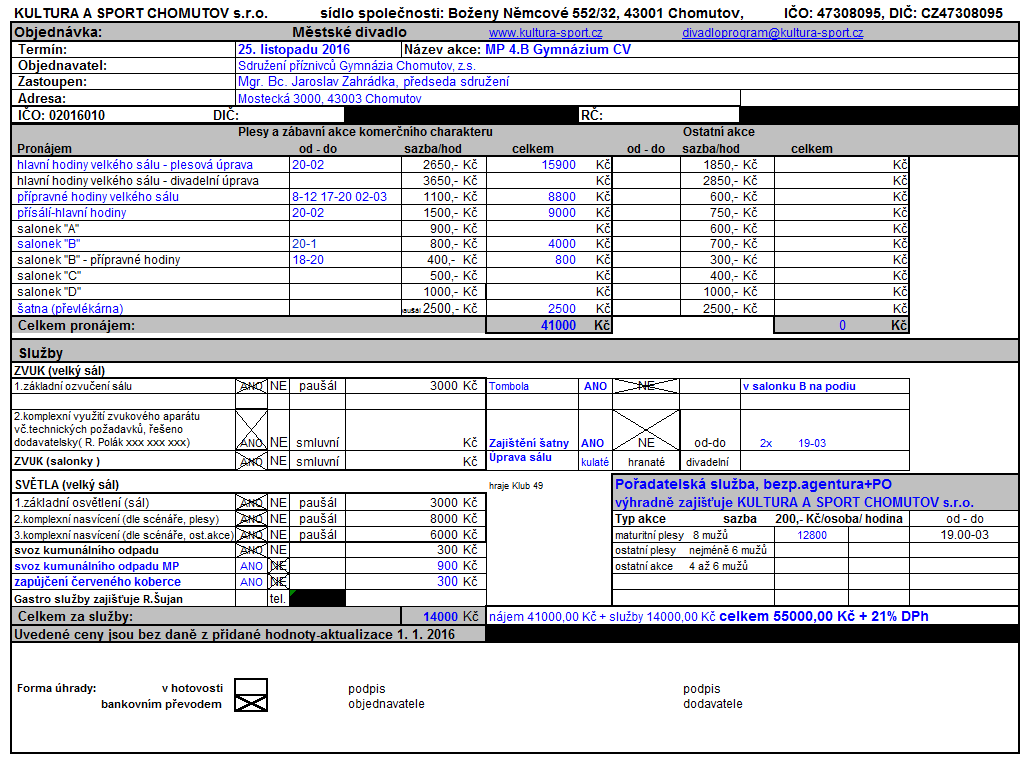 KULTURA A SPORT CHOMUTOV s.r.o. sídlo společnosti: Boženy Němcové 552/32, 43001 Chomutov, IČO: 47308095, DIČ: CZ47308095
Objednávka: Městské divadlo www.kultura-sport.cz divadloprogram@kultura-sport.cz
Termín: 25. listopadu 2016 Název akce: MP 4.B Gymnázium CV
Objednavatel: Sdružení příznivců Gymnázia Chomutov, z.s.
Zastoupen: Mgr. Bc. Jaroslav Zahrádka, předseda sdružení
Adresa: Mostecká 3000, 43003 Chomutov
IČO: 02016010 DIČ: RČ:
Plesy a zábavní akce komerčního charakteru Ostatní akce
Pronájem od - do sazba/hod celkem od - do sazba/hod celkem
hlavní hodiny velkého sálu - plesová úprava 20-02 2650,- Kč 15900 Kč 1850,- Kč Kč
hlavní hodiny velkého sálu - divadelní úprava 3650,- Kč Kč 2850,- Kč Kč
přípravné hodiny velkého sálu 8-12 17-20 02-03 1100,- Kč 8800 Kč 600,- Kč Kč
přísálí-hlavní hodiny 20-02 1500,- Kč 9000 Kč 750,- Kč Kč
salonek "A" 900,- Kč Kč 600,- Kč Kč
salonek "B" 20-1 800,- Kč 4000 Kč 700,- Kč Kč
salonek "B" - přípravné hodiny 18-20 400,- Kč 800 Kč 300,- Kč Kč
salonek "C" 500,- Kč Kč 400,- Kč Kč
salonek "D" 1000,- Kč Kč 1000,- Kč Kč
šatna (převlékárna) 2500,- Kč 2500 Kč 2500,- Kč Kč
Celkem pronájem: 41000 Kč 0 Kč
Služby
ZVUK (velký sál)
1.základní ozvučení sálu ANO NE paušál 3000 Kč Tombola ANO NE v salonku B na podiu
2.komplexní využití zvukového aparátu
vč.technických požadavků, řešeno
dodavatelsky( R. Polák xxx xxx xxx) ANO NE smluvní Kč Zajištění šatny ANO NE od-do 2x 19-03
ZVUK (salonky ) ANO NE smluvní Kč Úprava sálu kulaté hranaté divadelní
SVĚTLA (velký sál) hraje Klub 49 Pořadatelská služba, bezp.agentura+PO
1.základní osvětlení (sál) ANO NE paušál 3000 Kč výhradně zajišťuje KULTURA A SPORT CHOMUTOV s.r.o.
2.komplexní nasvícení (dle scénáře, plesy) ANO NE paušál 8000 Kč Typ akce sazba 200,- Kč/osoba/ hodina od - do
3.komplexní nasvícení (dle scénáře, ost.akce) ANO NE paušál 6000 Kč maturitní plesy 8 mužů 12800 19.00-03
svoz kumunálního odpadu ANO NE 300 Kč ostatní plesy nejméně 6 mužů
svoz kumunálního odpadu MP ANO NE 900 Kč ostatní akce 4 až 6 mužů
zapůjčení červeného koberce ANO NE 300 Kč
Gastro služby zajišťuje R.Šujan tel.
Celkem za služby: 14000 Kč nájem 41000,00 Kč + služby 14000,00 Kč celkem 55000,00 Kč + 21% DPh
Uvedené ceny jsou bez daně z přidané hodnoty-aktualizace 1. 1. 2016
Forma úhrady: v hotovosti podpis podpis
bankovním převodem objednavatele dodavatele